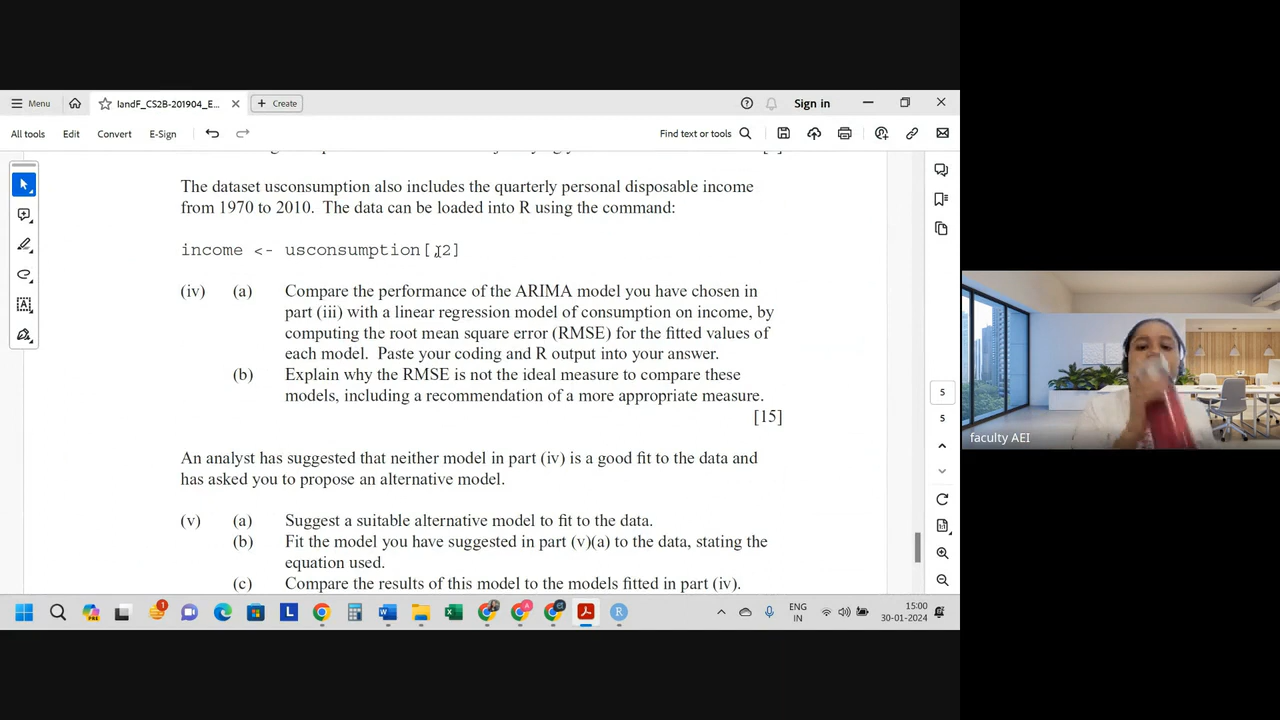 Menu
IandF_CS2B-201904_E...
Create
Sign in
All tools
Edit
Convert
E-Sign
Find text or tools
The dataset usconsumption also includes the quarterly personal disposable income
from 1970 to 2010. The data can be loaded into R using the command:
income <- usconsumption[,2]
(iv) (a) Compare the performance of the ARIMA model you have chosen in
part (iii) with a linear regression model of consumption on income, by
computing the root mean square error (RMSE) for the fitted values of
each model. Paste your coding and R output into your answer.
(b) Explain why the RMSE is not the ideal measure to compare these
models, including a recommendation of a more appropriate measure.
[15]
An analyst has suggested that neither model in part (iv) is a good fit to the data and
has asked you to propose an alternative model.
(v) (a) Suggest a suitable alternative model to fit to the data.
(b) Fit the model you have suggested in part (v)(a) to the data, stating the
equation used.
(c) Compare the results of this model to the models fitted in part (iv).
5
5
faculty AEI
1
L
R
ENG
IN
15:00
30-01-2024